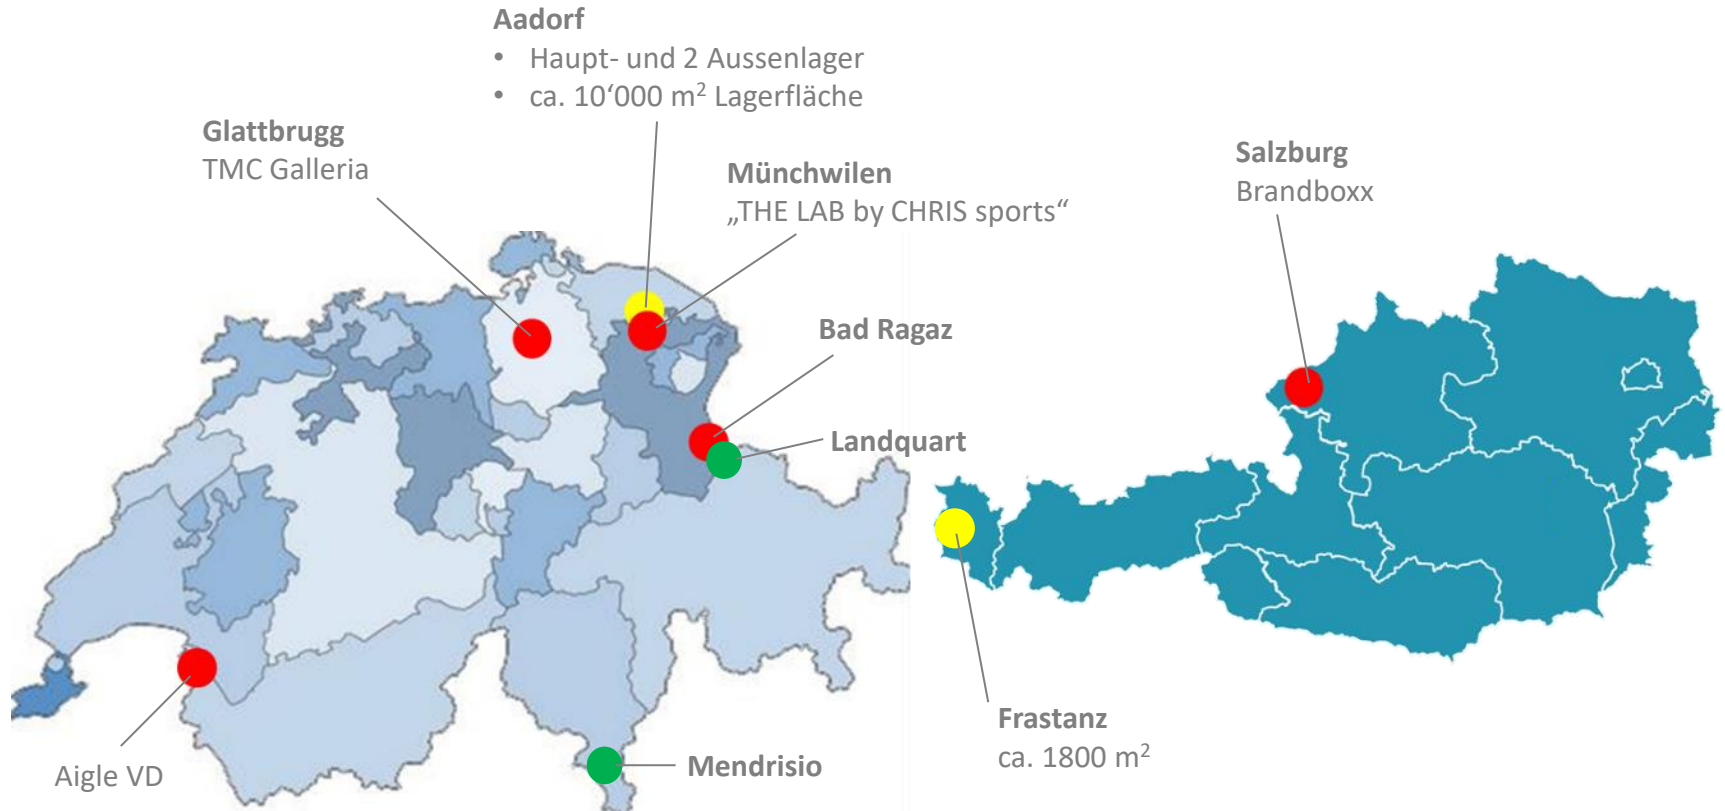 Aadorf
• Haupt- und 2 Aussenlager
• ca. 10‘000 m² Lagerfläche
Glattbrugg
TMC Galleria
Münchwilen
„THE LAB by CHRIS sports“
Salzburg
Brandboxx
Bad Ragaz
Landquart
Frastanz
ca. 1800 m²
Mendrisio
Aigle VD